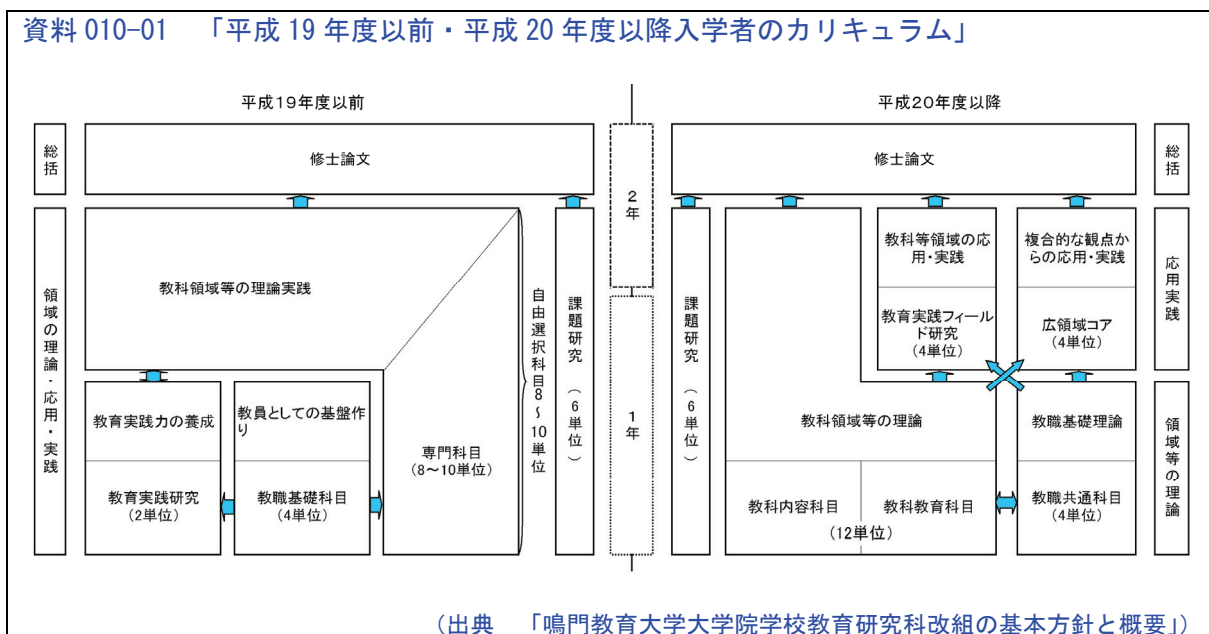 資料 010-01 「平成 19 年度以前・平成 20 年度以降入学者のカリキュラム」
平成19年度以前
総括
修士論文
領域の理論・応用・実践
教科領域等の理論実践
教育実践力の養成
教員としての基盤作
り
教育実践研究
(2単位)
教職基礎科目
(4単位)
専門科目
(8～10単位)
自由選択科目8～10単位
課題研究 (6単位)
2年
1年
平成20年度以降
修士論文
総括
課題研究 (6単位)
教科等領域の応
用・実践
複合的な観点か
らの応用・実践
教育実践フィール
ド研究
(4単位)
広領域コア
(4単位)
応用実践
教科領域等の理論
教職基礎理論
教科内容科目
教科教育科目
(12単位)
教職共通科目
(4単位)
領域等の理論
(出典 「鳴門教育大学大学院学校教育研究科改組の基本方針と概要」)